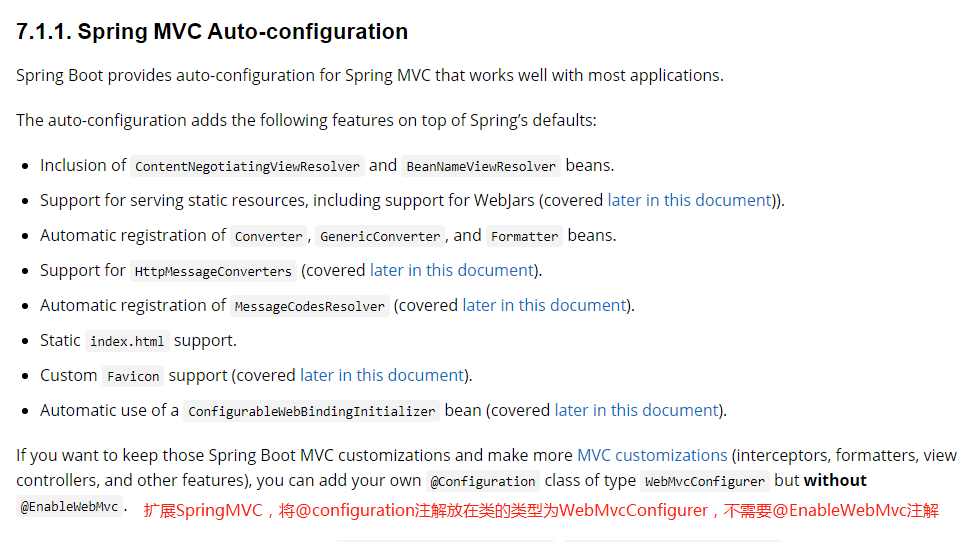 7.1.1. Spring MVC Auto-configuration
Spring Boot provides auto-configuration for Spring MVC that works well with most applications.
The auto-configuration adds the following features on top of Spring’s defaults:
• Inclusion of ContentNegotiatingViewResolver and BeanNameViewResolver beans.
• Support for serving static resources, including support for WebJars (covered later in this document)).
• Automatic registration of Converter, GenericConverter, and Formatter beans.
• Support for HttpMessageConverters (covered later in this document).
• Automatic registration of MessageCodesResolver (covered later in this document).
• Static index.html support.
• Custom Favicon support (covered later in this document).
• Automatic use of a ConfigurableWebBindingInitializer bean (covered later in this document).
If you want to keep those Spring Boot MVC customizations and make more MVC customizations (interceptors, formatters, view
controllers, and other features), you can add your own @Configuration class of type WebMvcConfigurer but without
@EnableWebMvc. 扩展SpringMVC，将@configuration注解放在类的类型为WebMvcConfigurer，不需要@EnableWebMvc注解